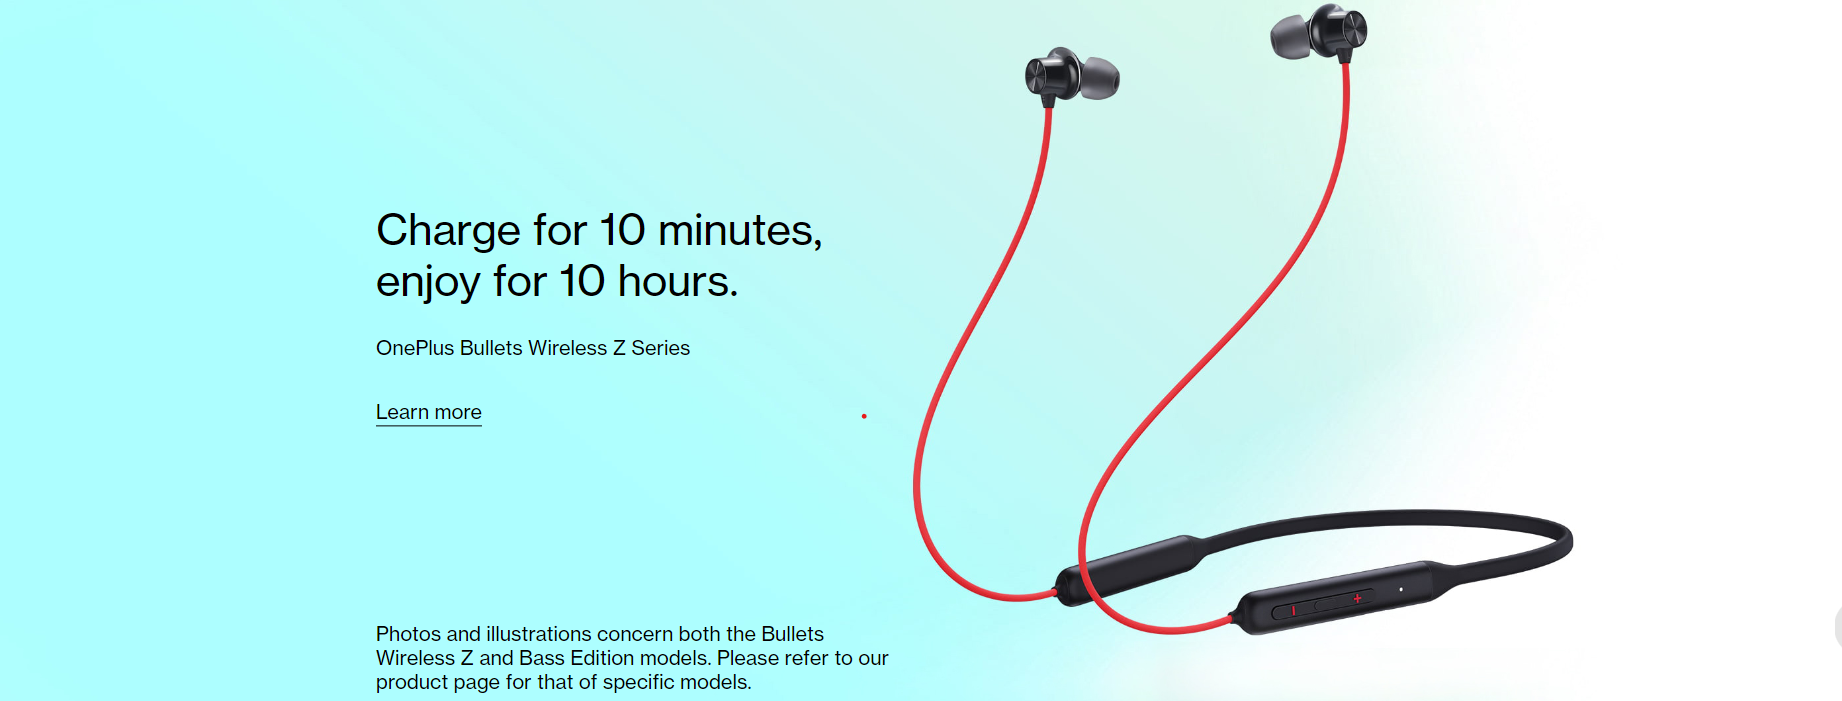 Charge for 10 minutes,
enjoy for 10 hours.
OnePlus Bullets Wireless Z Series
Learn more
Photos and illustrations concern both the Bullets
Wireless Z and Bass Edition models. Please refer to our
product page for that of specific models.